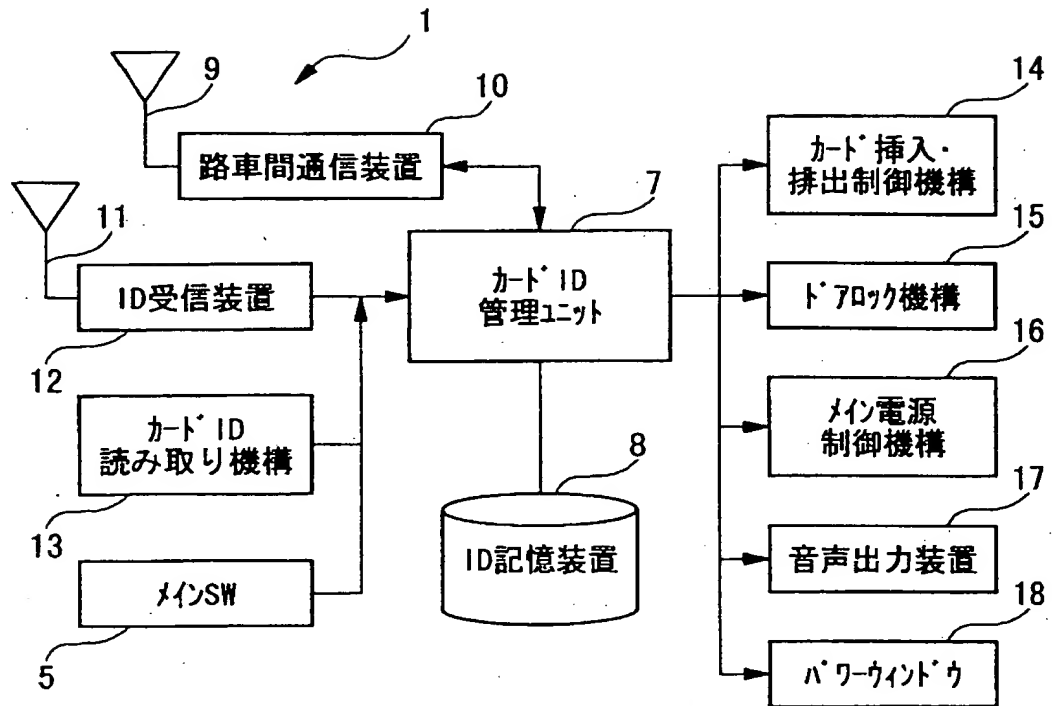 1
9
10
路車間通信装置
11
ID受信装置
12
カード ID
読み取り機構
13
メインSW
5
7
カード ID
管理ユニット
8
ID記憶装置
14
カード 挿入・
排出制御機構
15
ドアロック機構
16
メイン電源
制御機構
17
音声出力装置
18
パワーウィンドウ